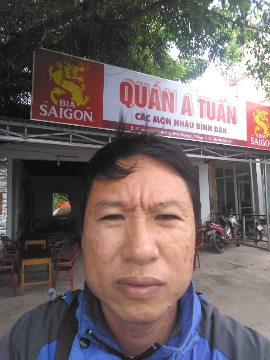 QUÁN A TUẤN
CÁC MÓN NHẬU BÌNH DÂN
BIA
SAIGON
BIA
SAIGON